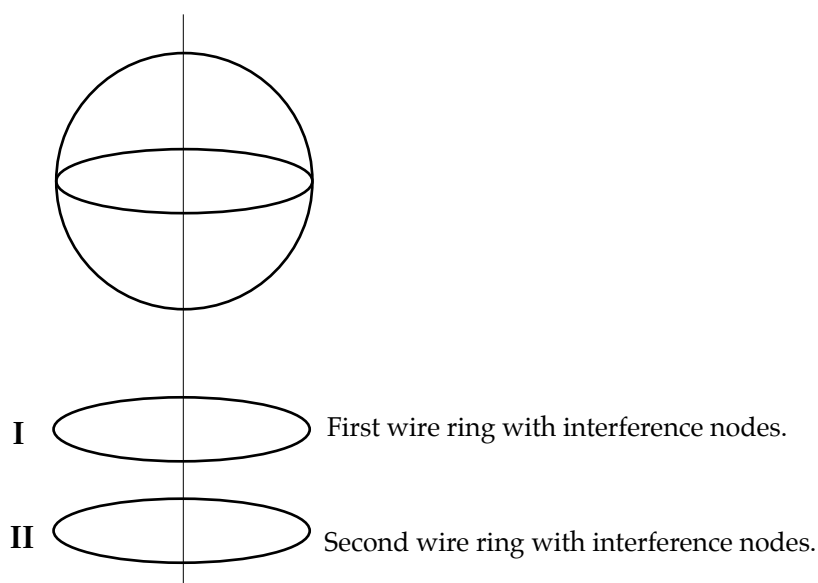 I First wire ring with interference nodes.
II Second wire ring with interference nodes.